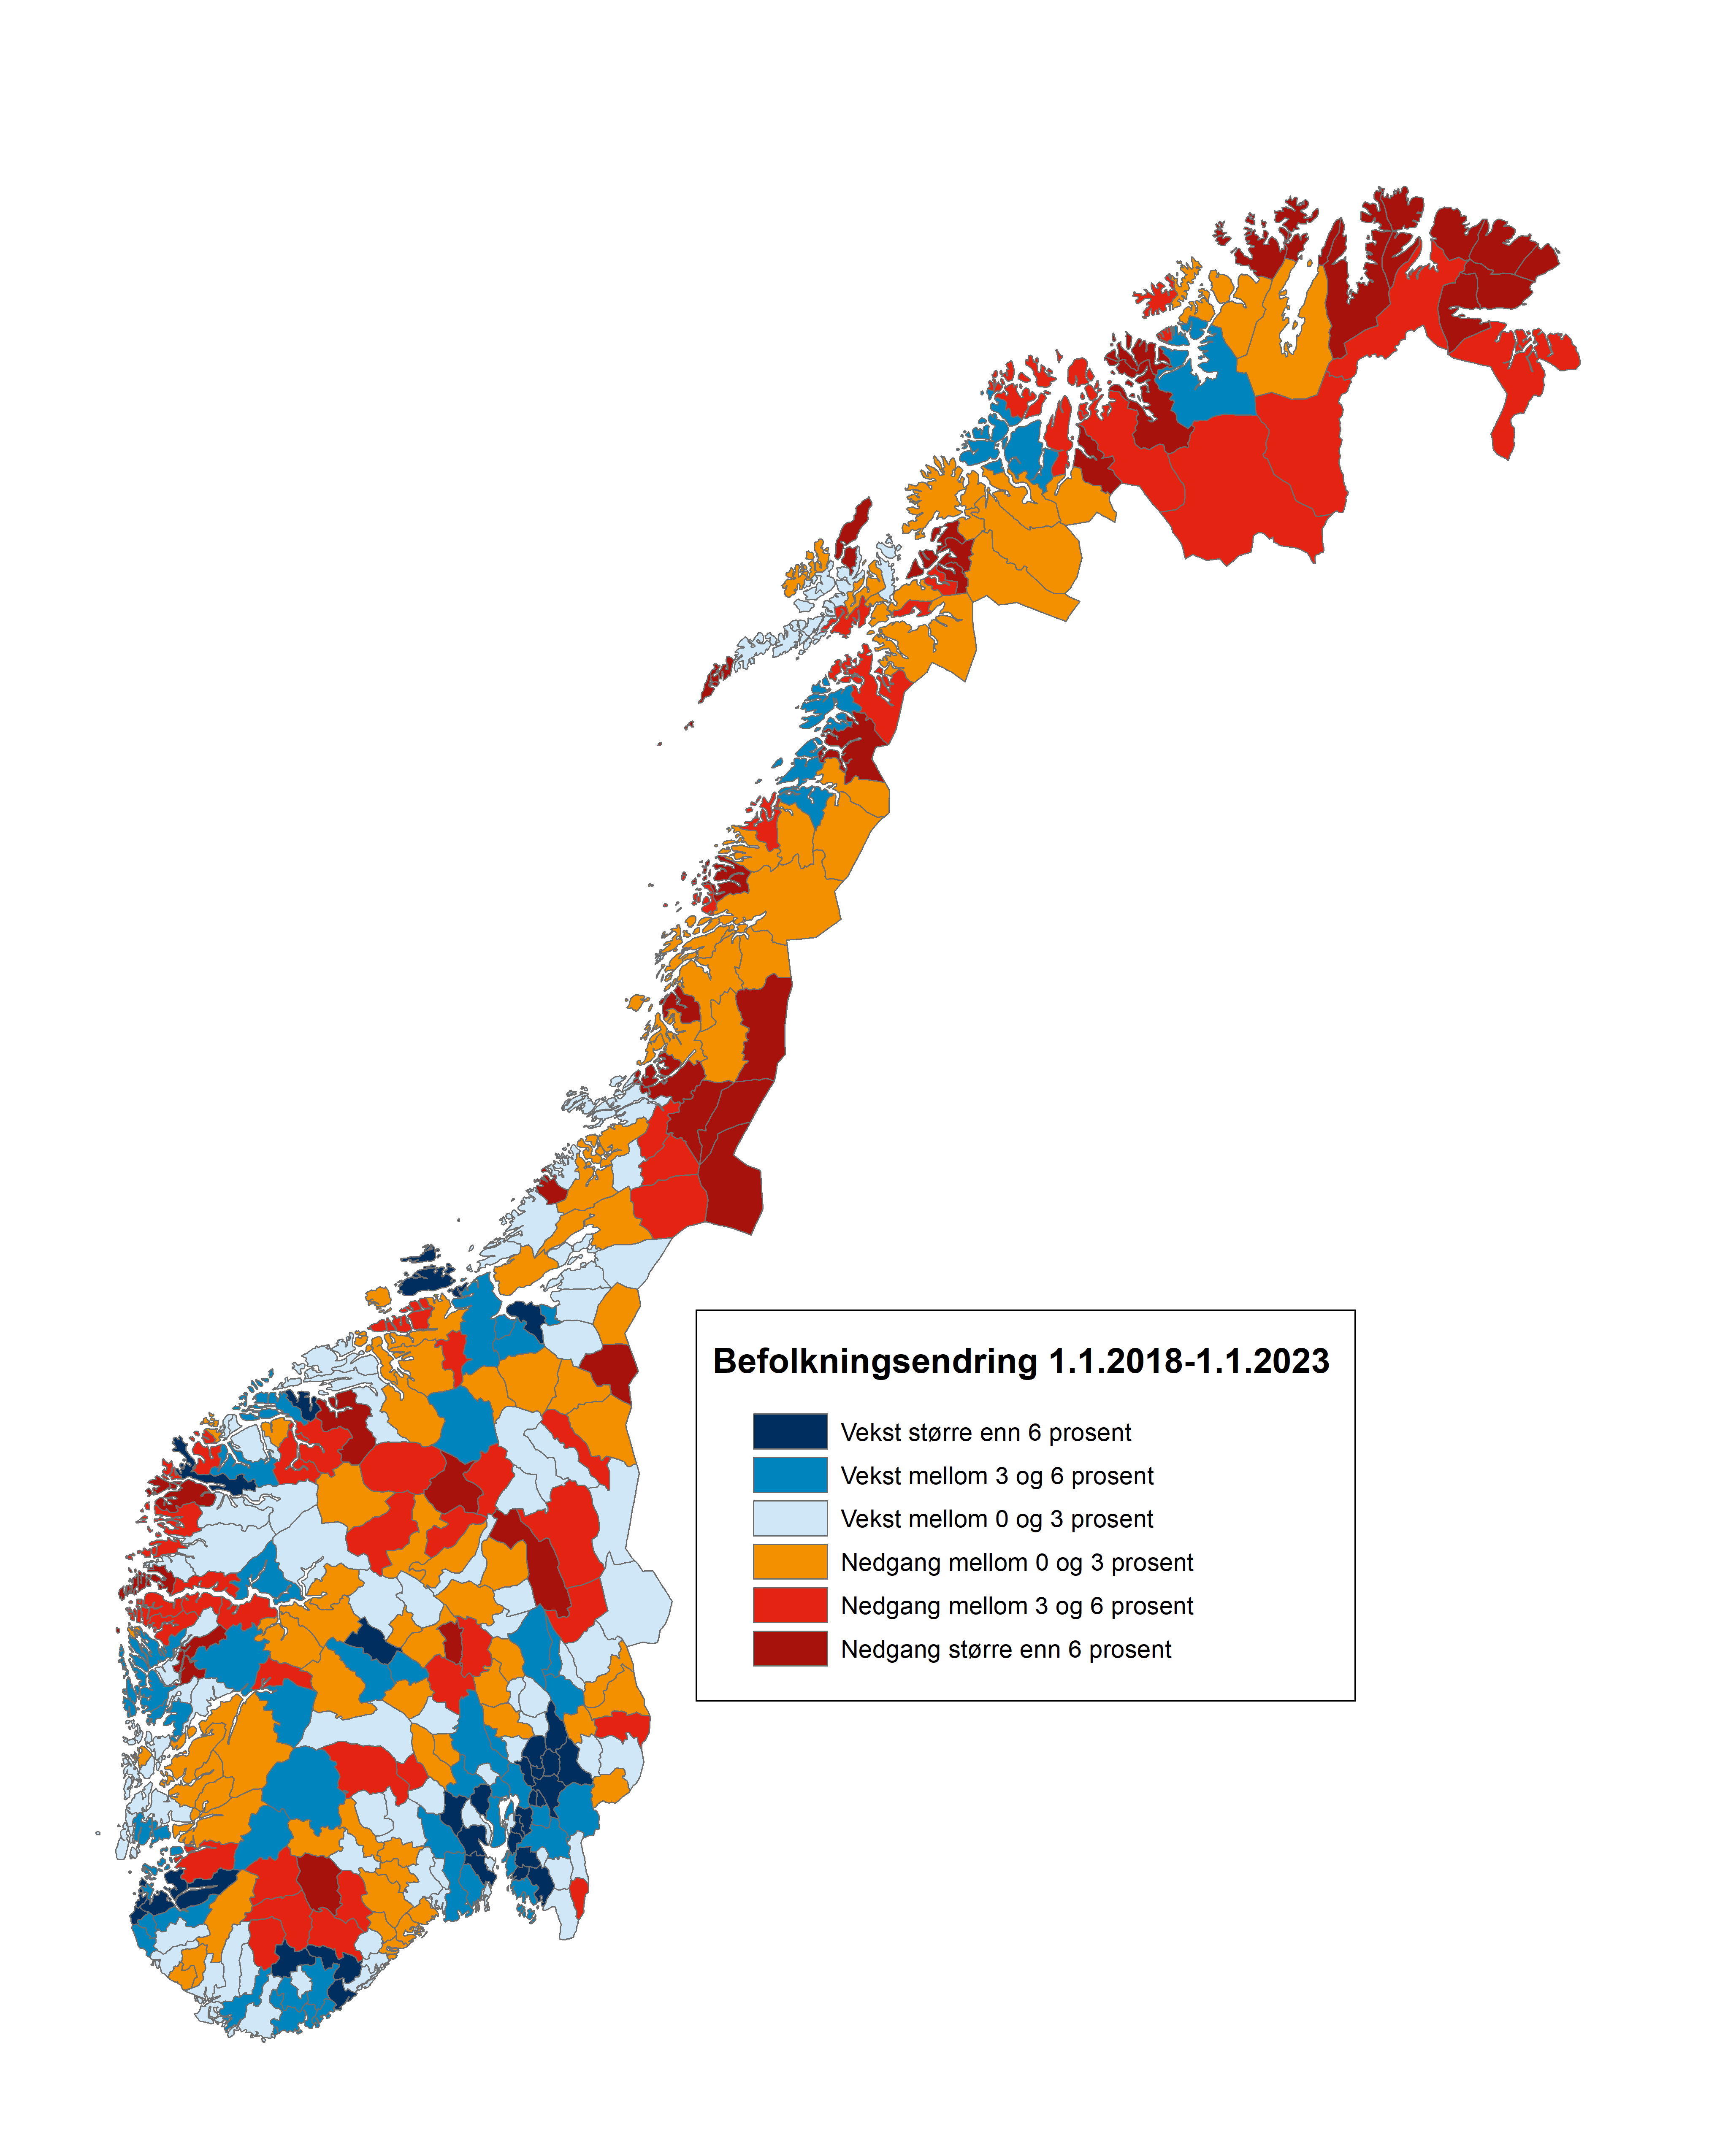 Befolkningsendring 1.1.2018-1.1.2023
Vekst større enn 6 prosent
Vekst mellom 3 og 6 prosent
Vekst mellom 0 og 3 prosent
Nedgang mellom 0 og 3 prosent
Nedgang mellom 3 og 6 prosent
Nedgang større enn 6 prosent